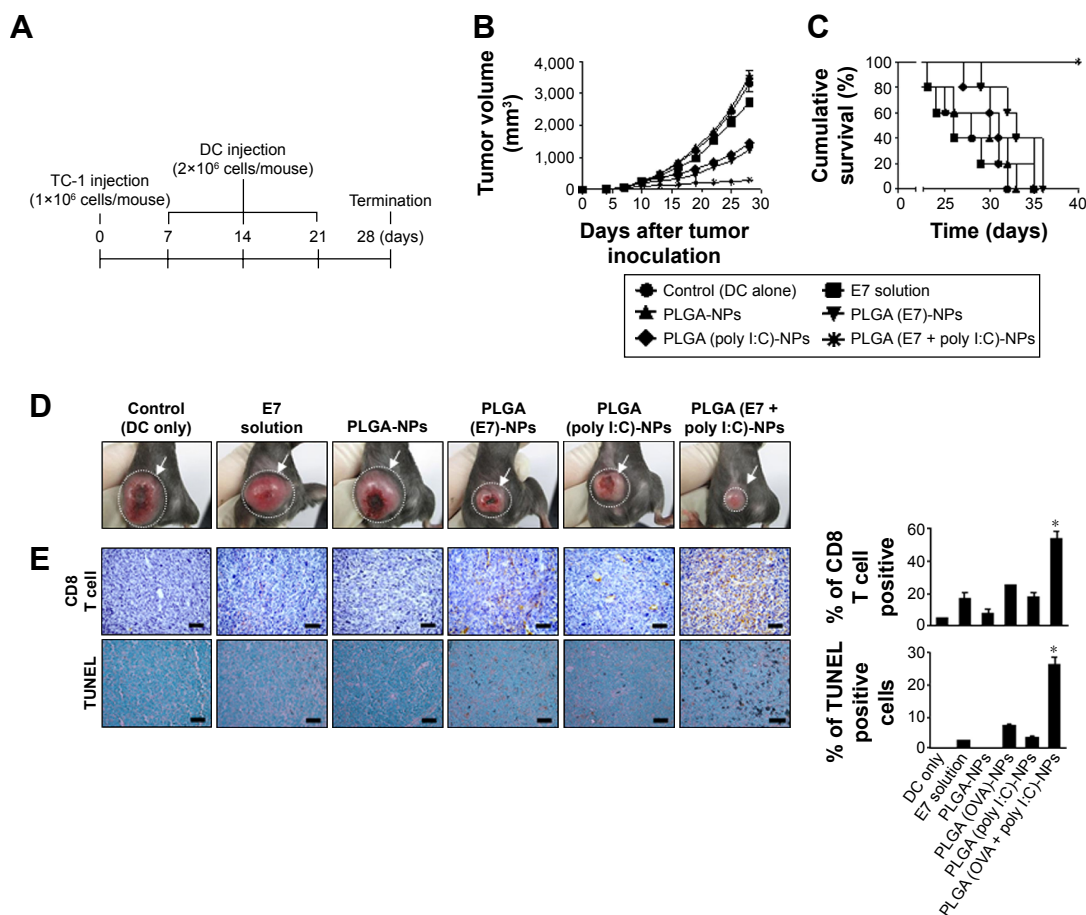 A
TC-1 injection
(1×10⁶ cells/mouse)
DC injection
(2×10⁶ cells/mouse)
Termination
0
7
14
21
28 (days)
B
Tumor volume
(mm³)
4,000
3,000
2,000
1,000
0
0 5 10 15 20 25 30
Days after tumor
inoculation
C
Cumulative
survival (%)
100
80
60
40
20
0
0 25 30 35 40
Time (days)
Control (DC alone)
E7 solution
PLGA-NPs
PLGA (E7)-NPs
PLGA (poly I:C)-NPs
PLGA (E7 + poly I:C)-NPs
D
Control
(DC only)
E7
solution
PLGA-NPs
PLGA
(E7)-NPs
PLGA
(poly I:C)-NPs
PLGA (E7 +
poly I:C)-NPs
E
CD8
T cell
TUNEL
% of CD8
T cell
positive
60
40
20
0
*
% of TUNEL
positive
cells
30
20
10
0
*
DC only
E7 solution
PLGA-NPs
PLGA (OVA)-NPs
PLGA (poly I:C)-NPs
PLGA (OVA + poly I:C)-NPs